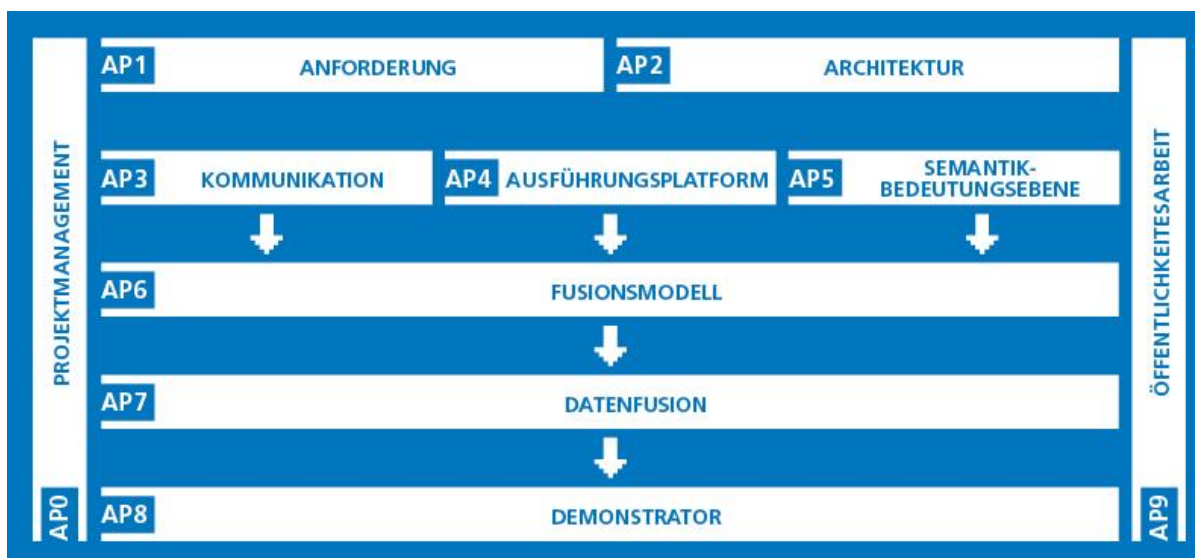 PROJEKTMANAGEMENT
AP0
AP1 ANFORDERUNG
AP2 ARCHITEKTUR
AP3 KOMMUNIKATION
AP4 AUSFÜHRUNGSPLATFORM
AP5 SEMANTIK-
BEDEUTUNGSEBENE
AP6 FUSIONSMODELL
AP7 DATENFUSION
AP8 DEMONSTRATOR
ÖFFENTLICHKEITESARBEIT
AP9